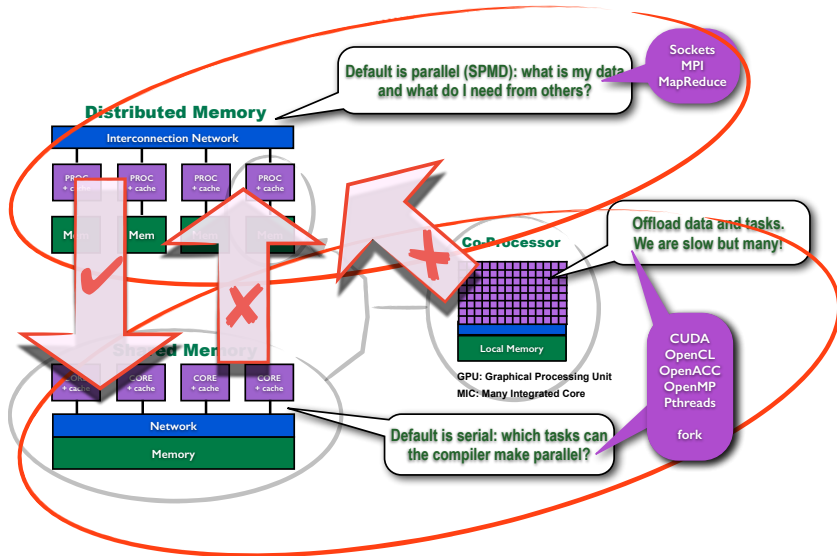 Sockets
MPI
MapReduce
Default is parallel (SPMD): what is my data
and what do I need from others?
Distributed Memory
Interconnection Network
PROC
+ cache
PROC
+ cache
PROC
+ cache
PROC
+ cache
Mem
Mem
Mem
Mem
Offload data and tasks.
We are slow but many!
Co-Processor
Local Memory
GPU: Graphical Processing Unit
MIC: Many Integrated Core
CUDA
OpenCL
OpenACC
OpenMP
Pthreads
fork
Shared Memory
CORE
+ cache
CORE
+ cache
CORE
+ cache
CORE
+ cache
Network
Memory
Default is serial: which tasks can
the compiler make parallel?